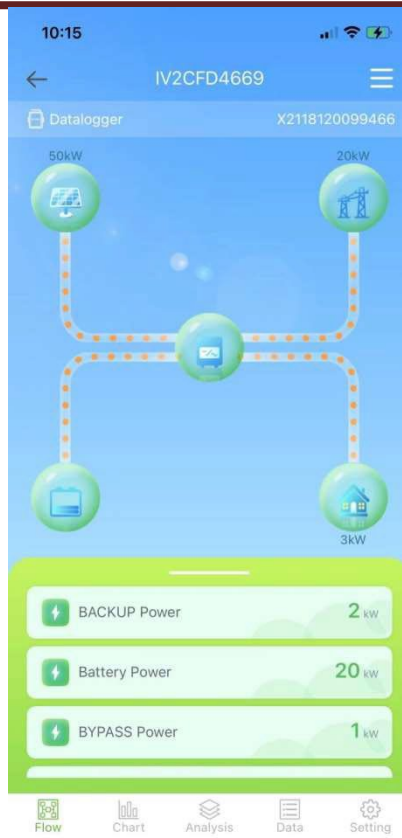 10:15
IV2CFD4669
Datalogger X2118120099466
50kW 20kW
3kW
BACKUP Power 2 kW
Battery Power 20 kW
BYPASS Power 1 kW
Flow Chart Analysis Data Setting